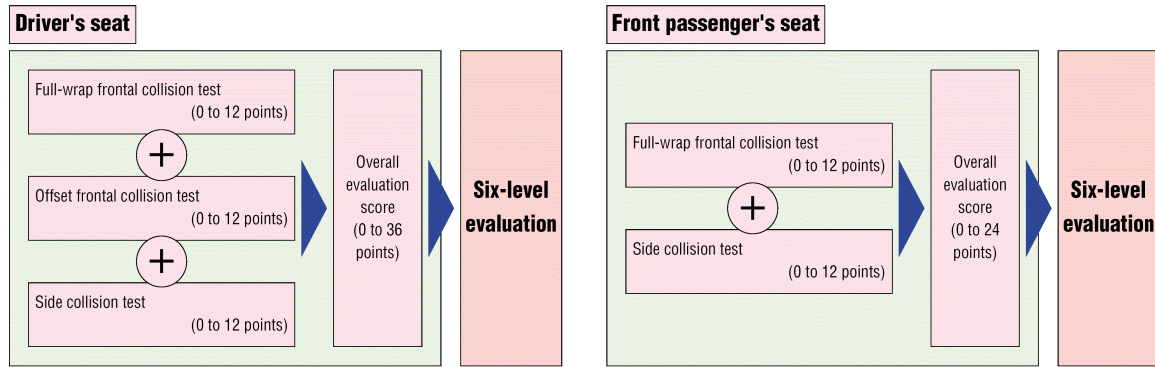 Driver's seat
Full-wrap frontal collision test
(0 to 12 points)
+
Offset frontal collision test
(0 to 12 points)
+
Side collision test
(0 to 12 points)
Overall
evaluation
score
(0 to 36
points)
Six-level
evaluation
Front passenger's seat
Full-wrap frontal collision test
(0 to 12 points)
+
Side collision test
(0 to 12 points)
Overall
evaluation
score
(0 to 24
points)
Six-level
evaluation